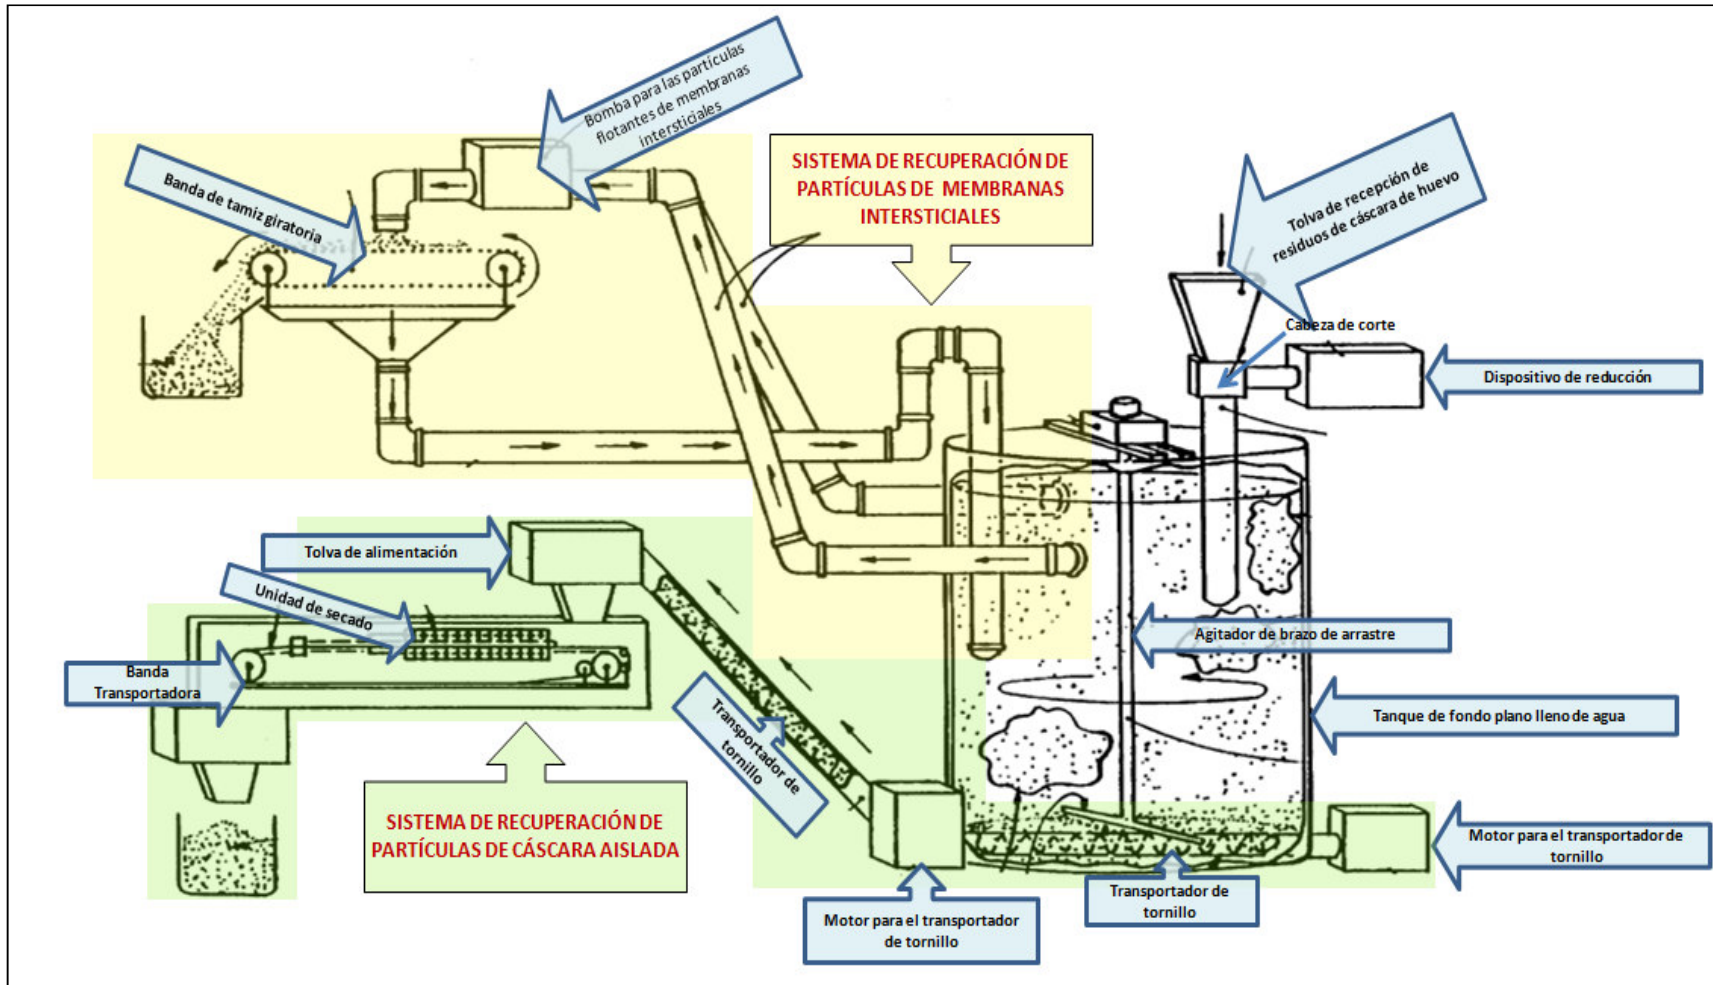 Bomba para las partículas
flotantes de membranas
intersticiales
Banda de tamiz giratoria
SISTEMA DE RECUPERACIÓN DE
PARTÍCULAS DE MEMBRANAS
INTERSTICIALES
Tolva de recepción de
residuos de cáscara de huevo
Cabeza de corte
Dispositivo de reducción
Tolva de alimentación
Unidad de secado
Banda
Transportadora
Agitador de brazo de arrastre
Tanque de fondo plano lleno de agua
Transportador de
tornillo
SISTEMA DE RECUPERACIÓN DE
PARTÍCULAS DE CÁSCARA AISLADA
Motor para el transportador de
tornillo
Transportador de
tornillo
Motor para el transportador
de tornillo